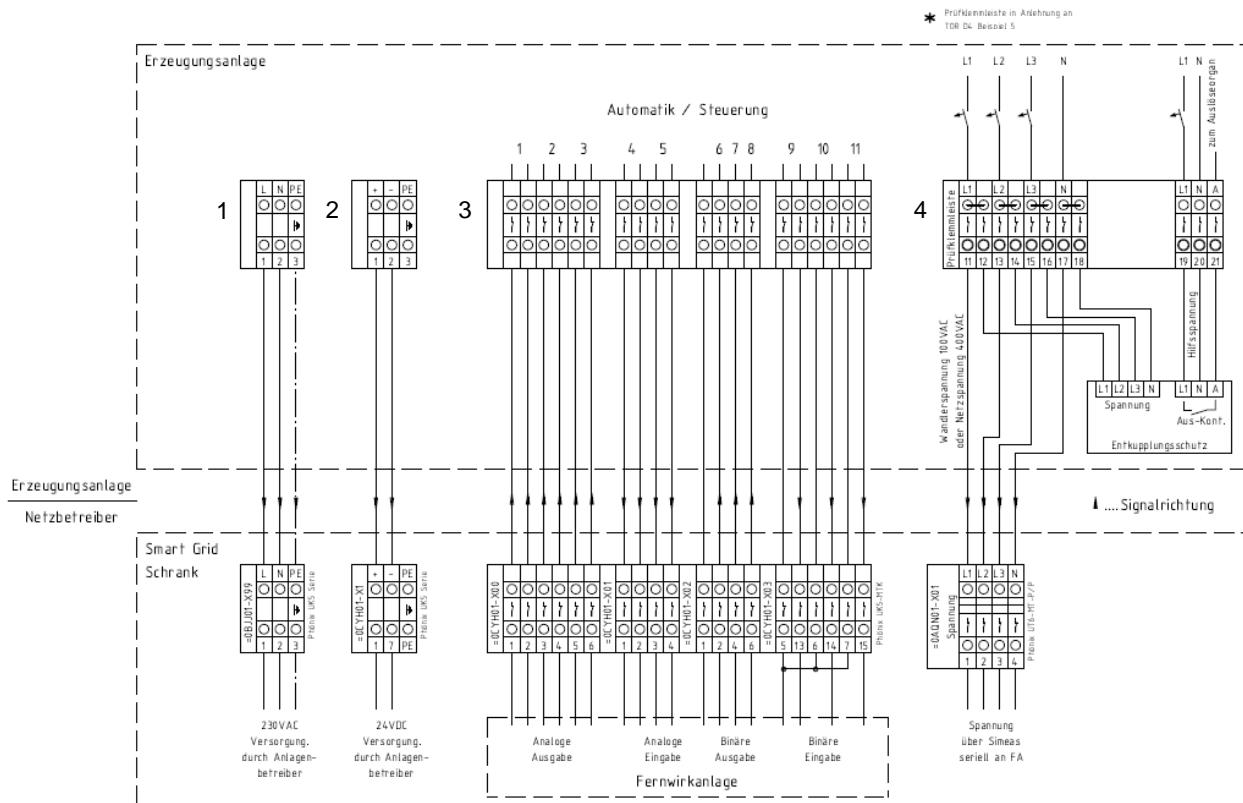 * Prüfklemmleiste in Anlehnung an
TOR D4 Beispiel 5
Erzeugungsanlage
Automatik / Steuerung
L1 L2 L3 N L1 N zum Auslöseorgan
1 2 3 4 5 6 7 8 9 10 11
1
L N PE
1 2 3
2
+ - PE
1 2 3
3
4
Prüfklemmleiste
L1 L2 L3 N L1 N A
11 12 13 14 15 16 17 18 19 20 21
Wandlerspannung 100VAC
oder Netzspannung 400VAC
Hilfsspannung
L1 L2 L3 N L1 N A
Spannung
Aus-Kont.
Entkupplungsschutz
Erzeugungsanlage
Netzbetreiber
....Signalrichtung
Smart Grid
Schrank
=0BJJ01-X99
L N PE
1 2 3
Phönix UK5 Serie
=0CYH01-X1
+ - PE
1 7 PE
Phönix UK5 Serie
=0CYH01-X00
1 2 3 4 5 6
=0CYH01-X01
1 2 3 4
=0CYH01-X02
1 2 4 6
=0CYH01-X03
5 13 6 14 7 15
Phönix UK5-MTK
=0AQN01-X01
Spannung
L1 L2 L3 N
1 2 3 4
Phönix UT6-MT-P/P
230VAC
Versorgung.
durch Anlagen-
betreiber
24VDC
Versorgung.
durch Anlagen-
betreiber
Analoge
Ausgabe
Analoge
Eingabe
Binäre
Ausgabe
Binäre
Eingabe
Fernwirkanlage
Spannung
über Simeas
seriell an FA